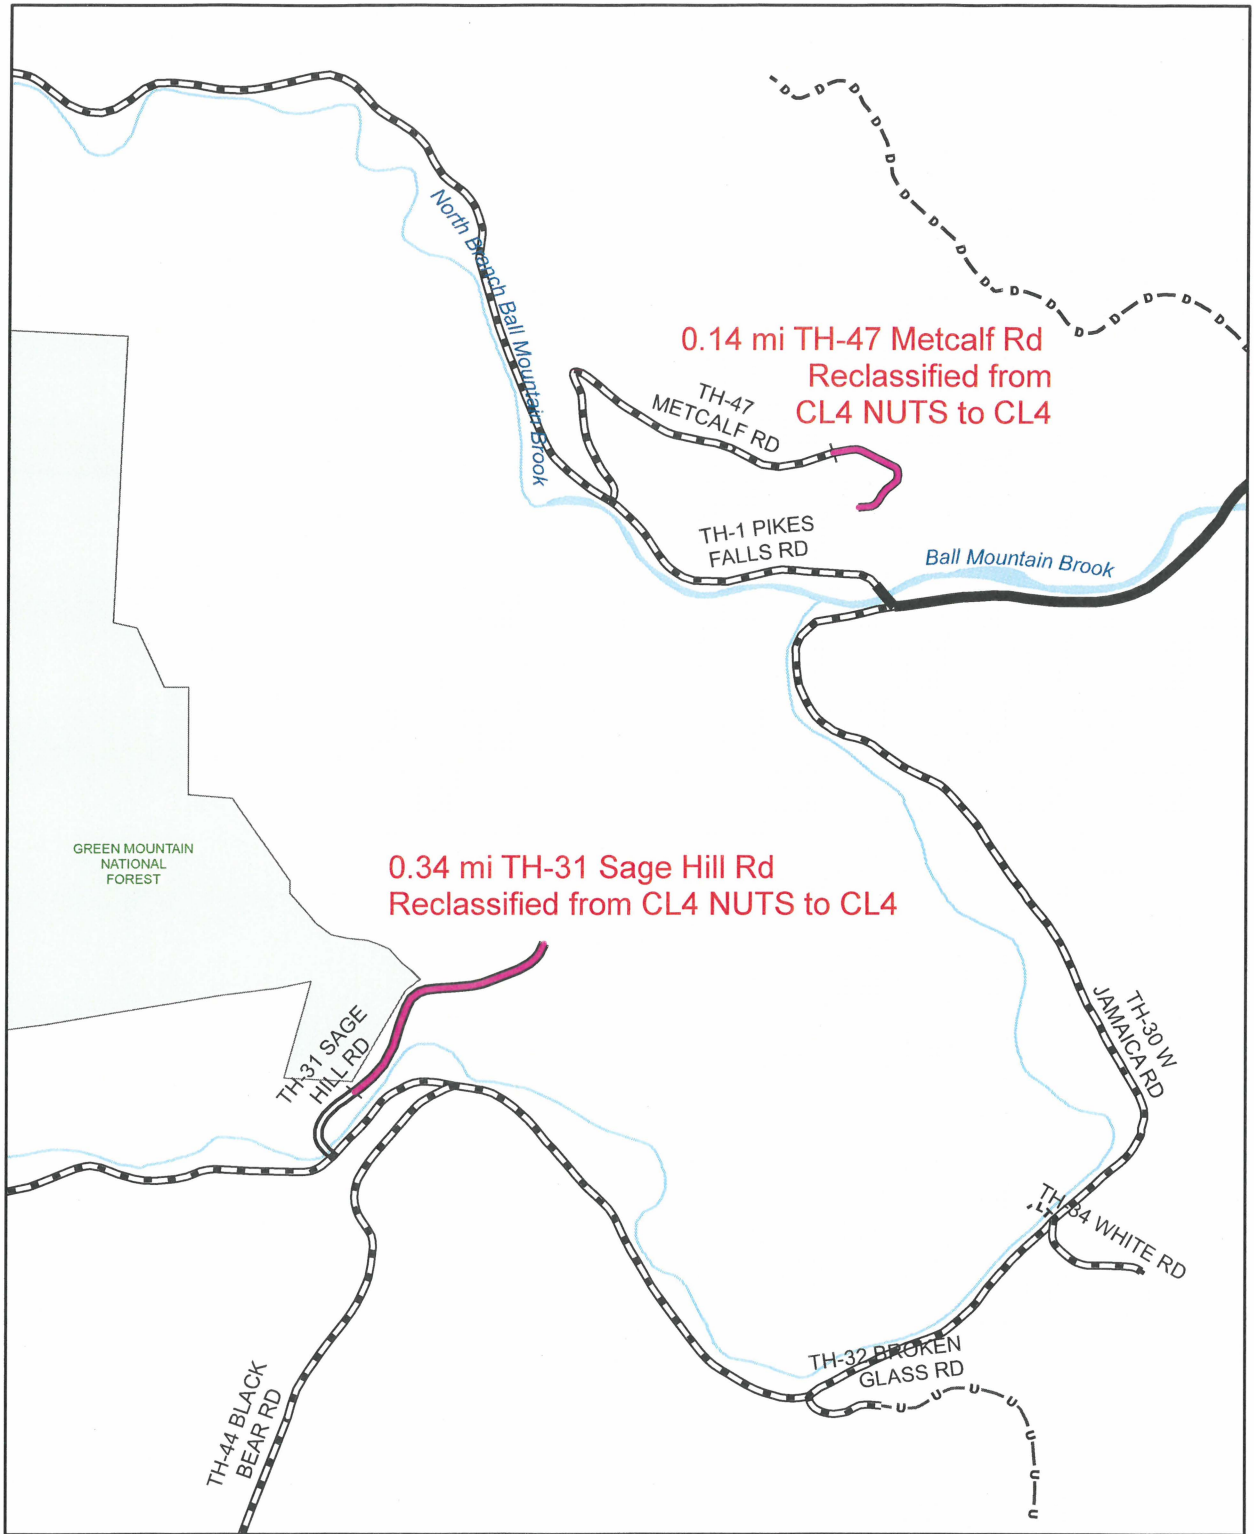 North Branch Ball Mountain Brook
0.14 mi TH-47 Metcalf Rd
Reclassified from
CL4 NUTS to CL4
TH-47
METCALF RD
TH-1 PIKES
FALLS RD
Ball Mountain Brook
GREEN MOUNTAIN
NATIONAL
FOREST
0.34 mi TH-31 Sage Hill Rd
Reclassified from CL4 NUTS to CL4
TH-31 SAGE
HILL RD
TH-30 W
JAMAICA RD
TH-34 WHITE RD
LT
TH-32 BROKEN
GLASS RD
TH-44 BLACK
BEAR RD
D D D D D D D D D D D D D D D D
U U U U U C C